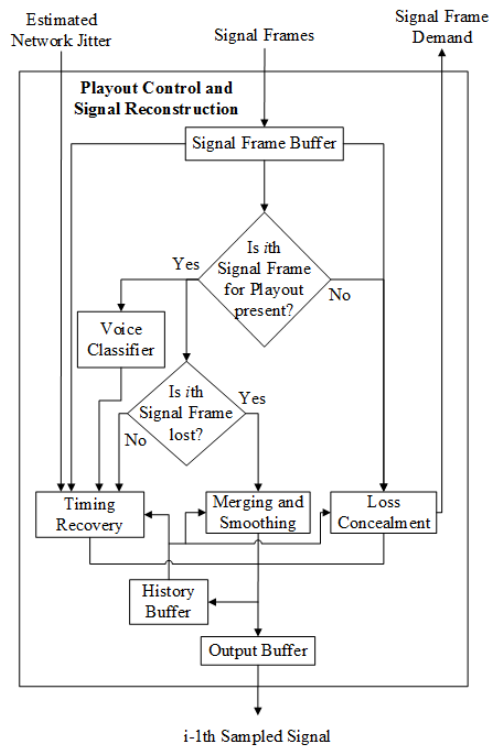 Estimated
Network Jitter
Signal Frames
Signal Frame
Demand
Playout Control and
Signal Reconstruction
Signal Frame Buffer
Is ith
Signal Frame
for Playout
present?
Yes
No
Voice
Classifier
Is ith
Signal Frame
lost?
Yes
No
Timing
Recovery
Merging and
Smoothing
Loss
Concealment
History
Buffer
Output Buffer
i-1th Sampled Signal